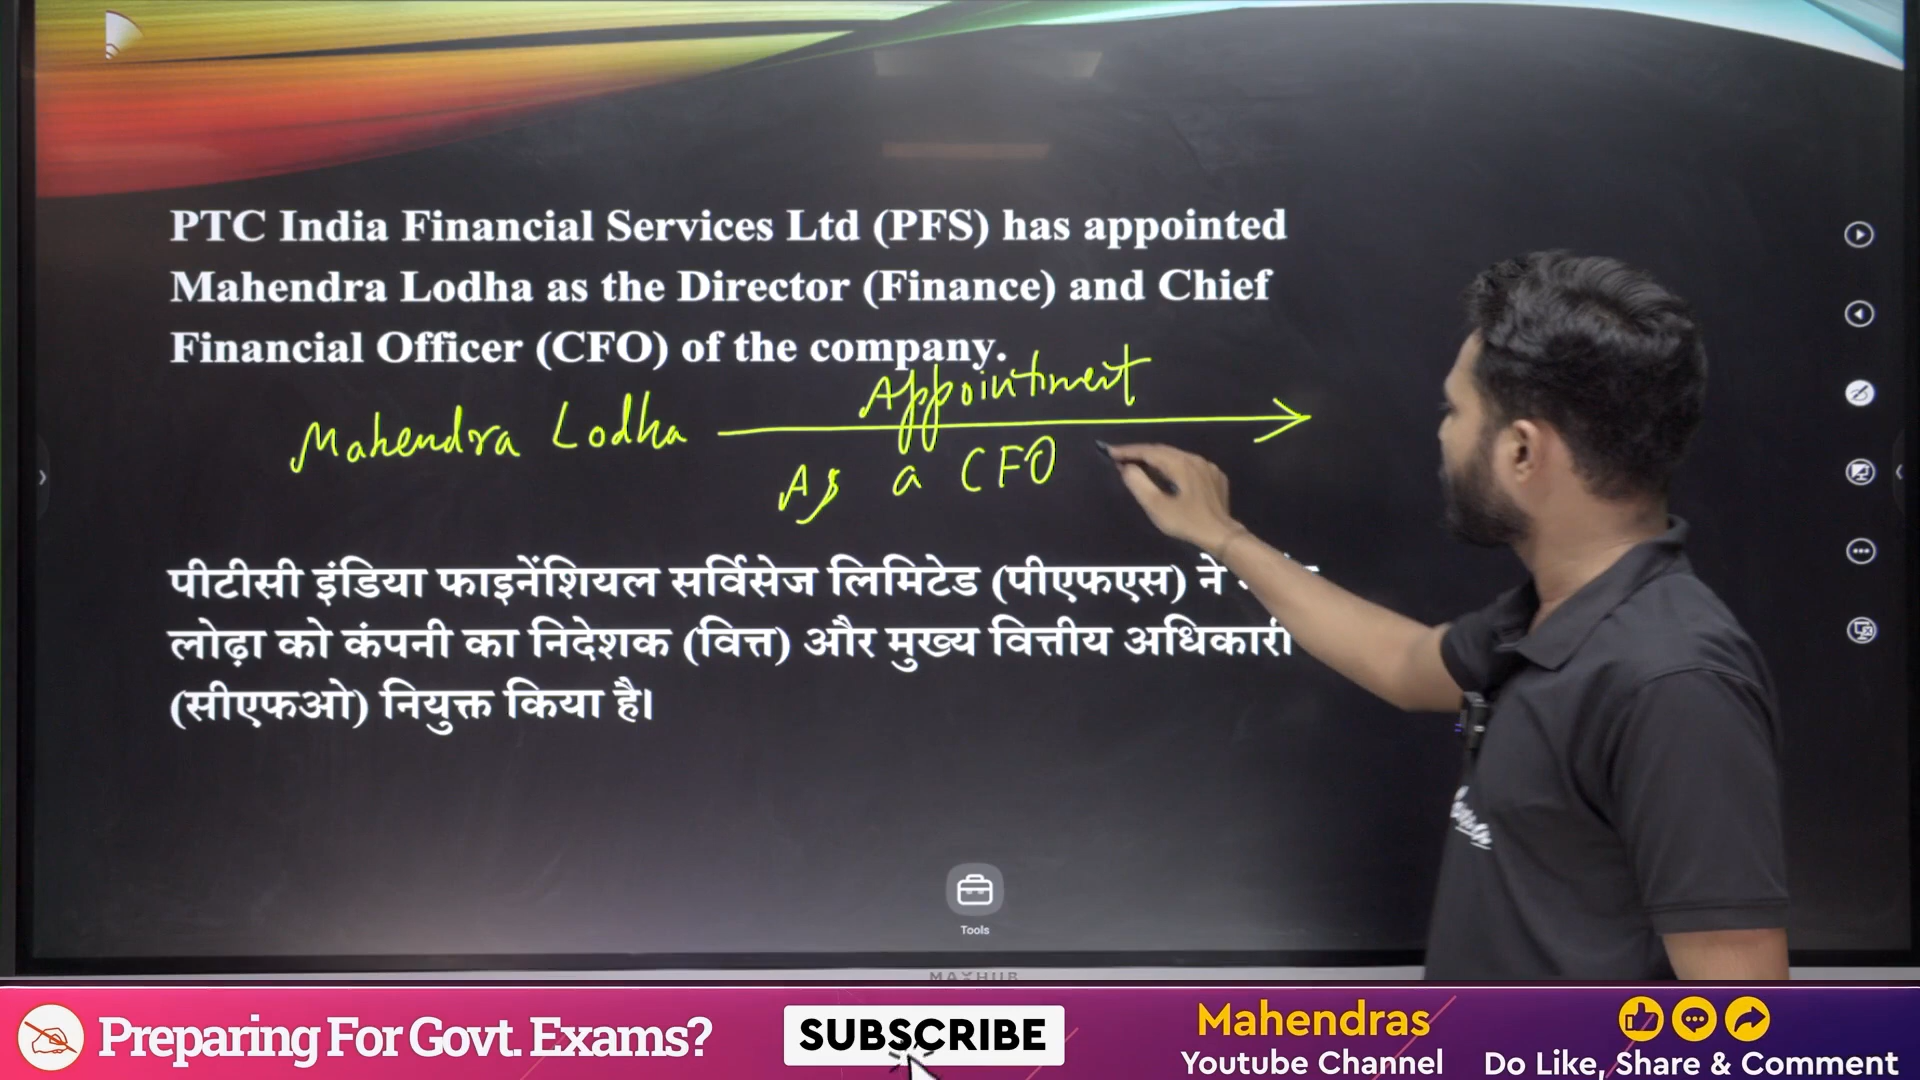 PTC India Financial Services Ltd (PFS) has appointed
Mahendra Lodha as the Director (Finance) and Chief
Financial Officer (CFO) of the company.
Appointment
Mahendra Lodha
As a CFO
पीटीसी इंडिया फाइनेंशियल सर्विसेज लिमिटेड (पीएफएस) ने
लोढ़ा को कंपनी का निदेशक (वित्त) और मुख्य वित्तीय अधिकारी
(सीएफओ) नियुक्त किया है।
Tools
MAXHUB
Preparing For Govt. Exams?
SUBSCRIBE
Mahendras
Youtube Channel
Do Like, Share & Comment